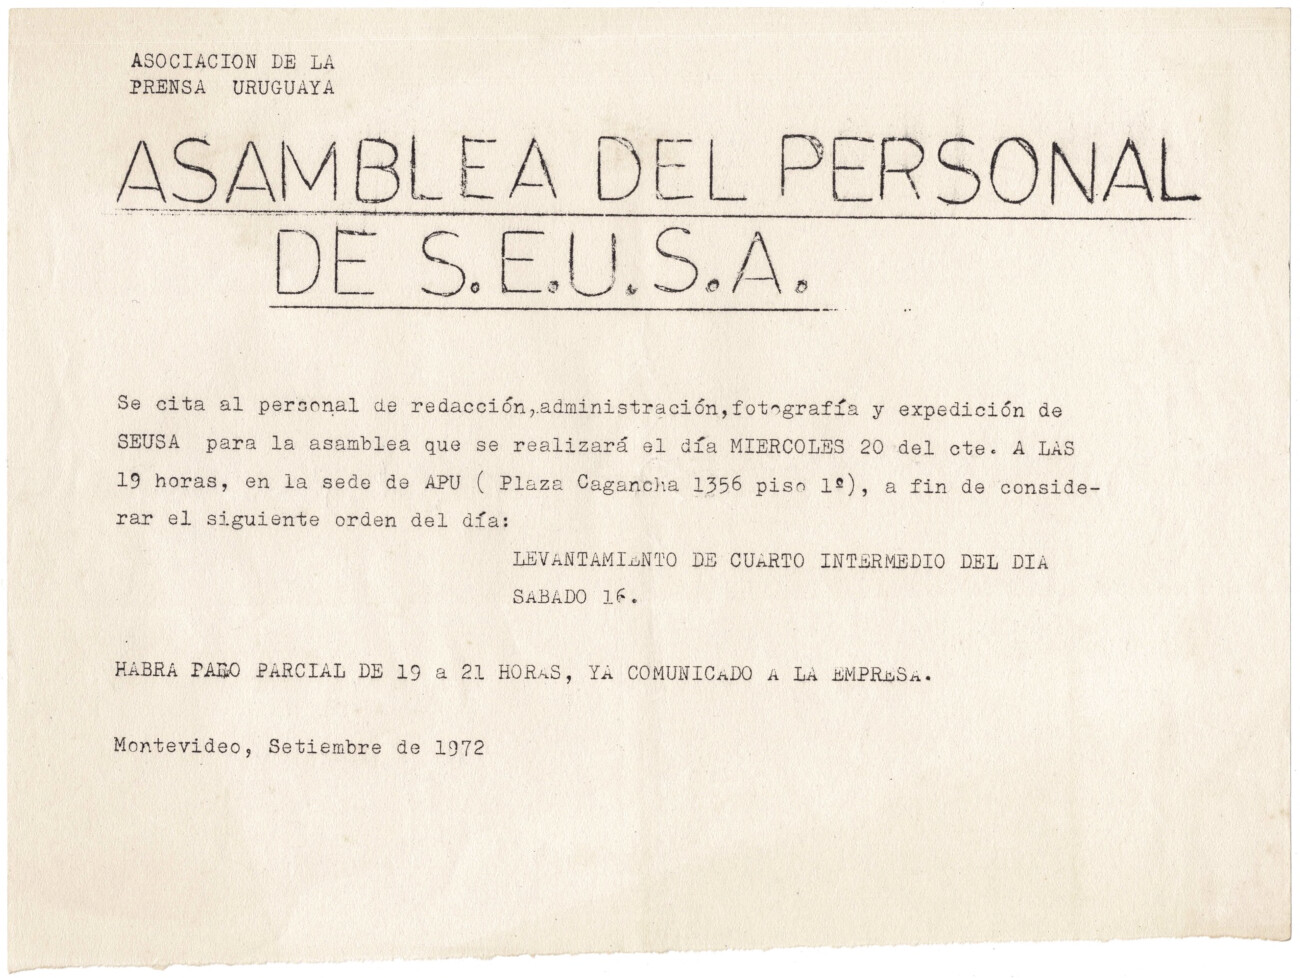 ASOCIACION DE LA
PRENSA URUGUAYA
ASAMBLEA DEL PERSONAL
DE S.E.U.S.A.
Se cita al personal de redacción,.administración,fotografía y expedición de
SEUSA para la asamblea que se realizará el día MIERCOLES 20 del cte. A LAS
19 horas, en la sede de APU ( Plaza Cagancha 1356 piso 1º), a fin de conside-
rar el siguiente orden del día:
LEVANTAMIENTO DE CUARTO INTERMEDIO DEL DIA
SABADO 16.
HABRA PARO PARCIAL DE 19 a 21 HORAS, YA COMUNICADO A LA EMPRESA.
Montevideo, Setiembre de 1972